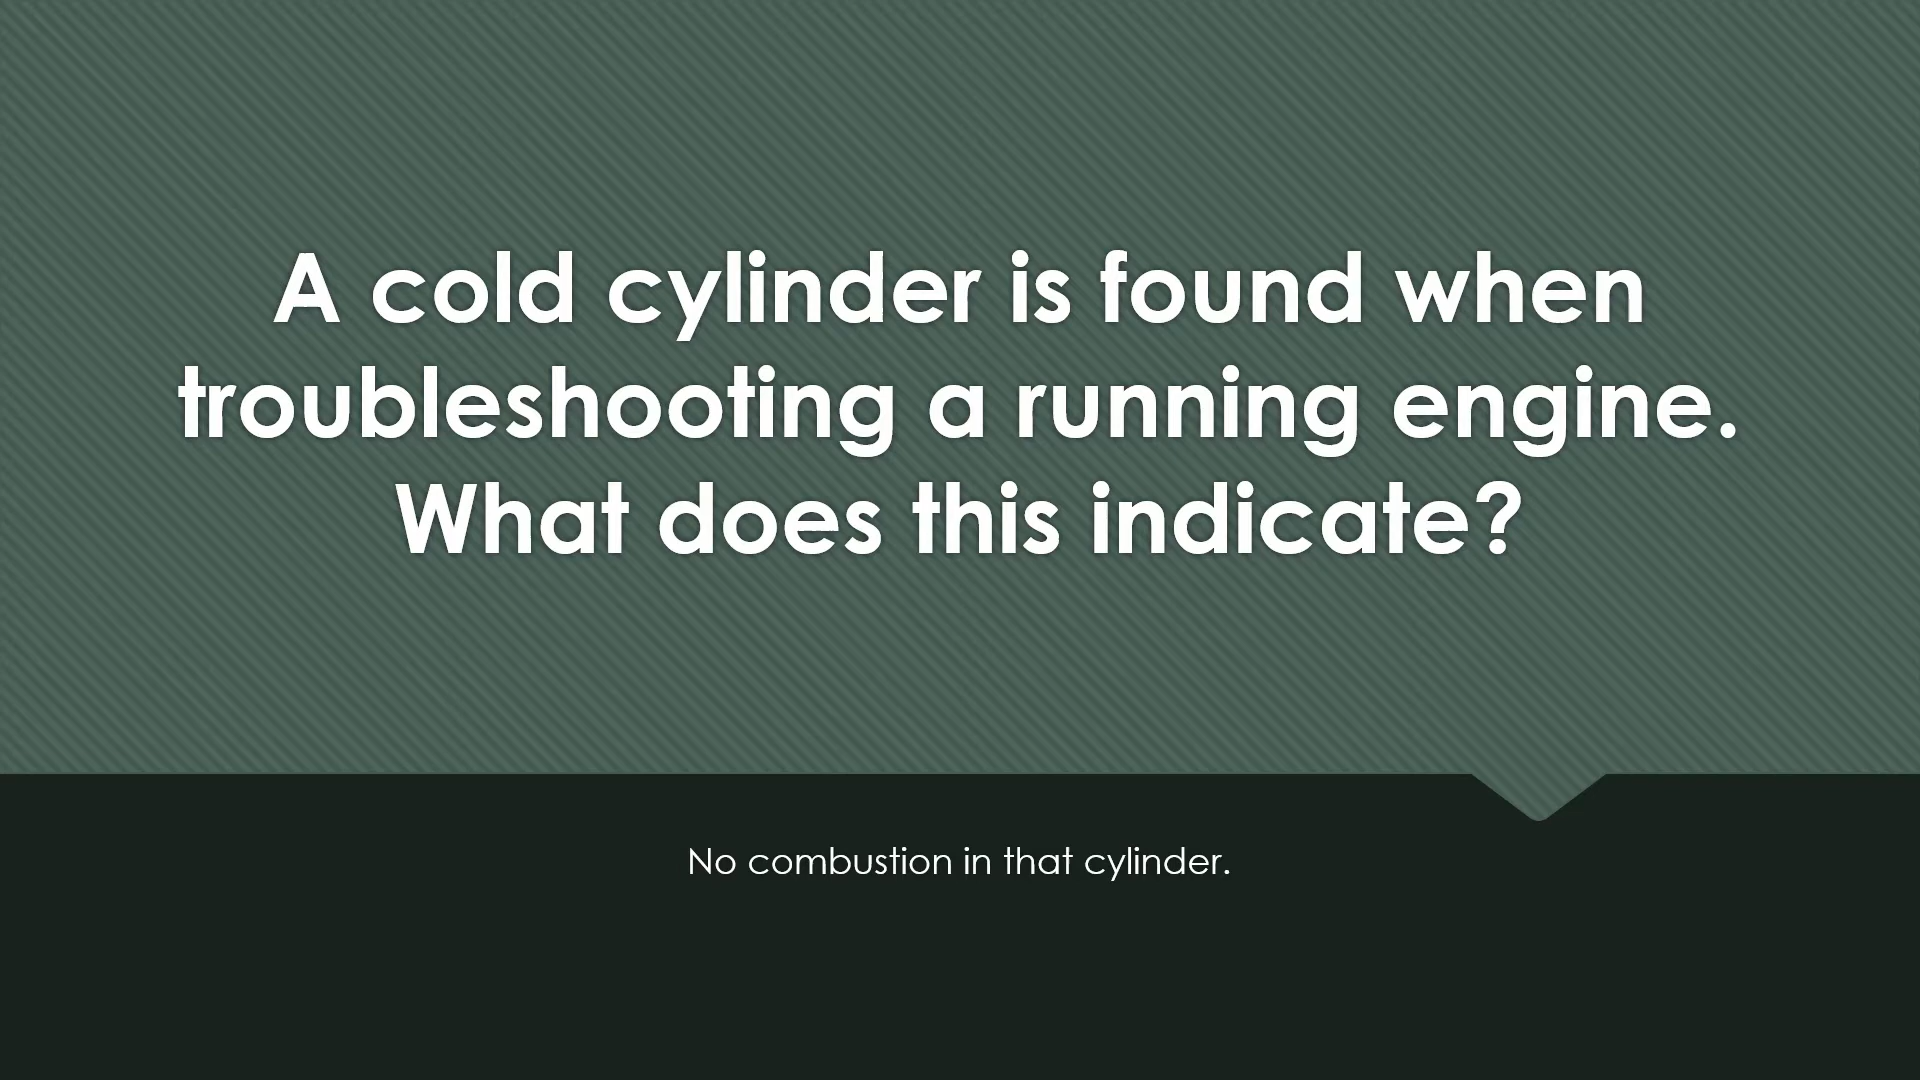 A cold cylinder is found when
troubleshooting a running engine.
What does this indicate?
No combustion in that cylinder.